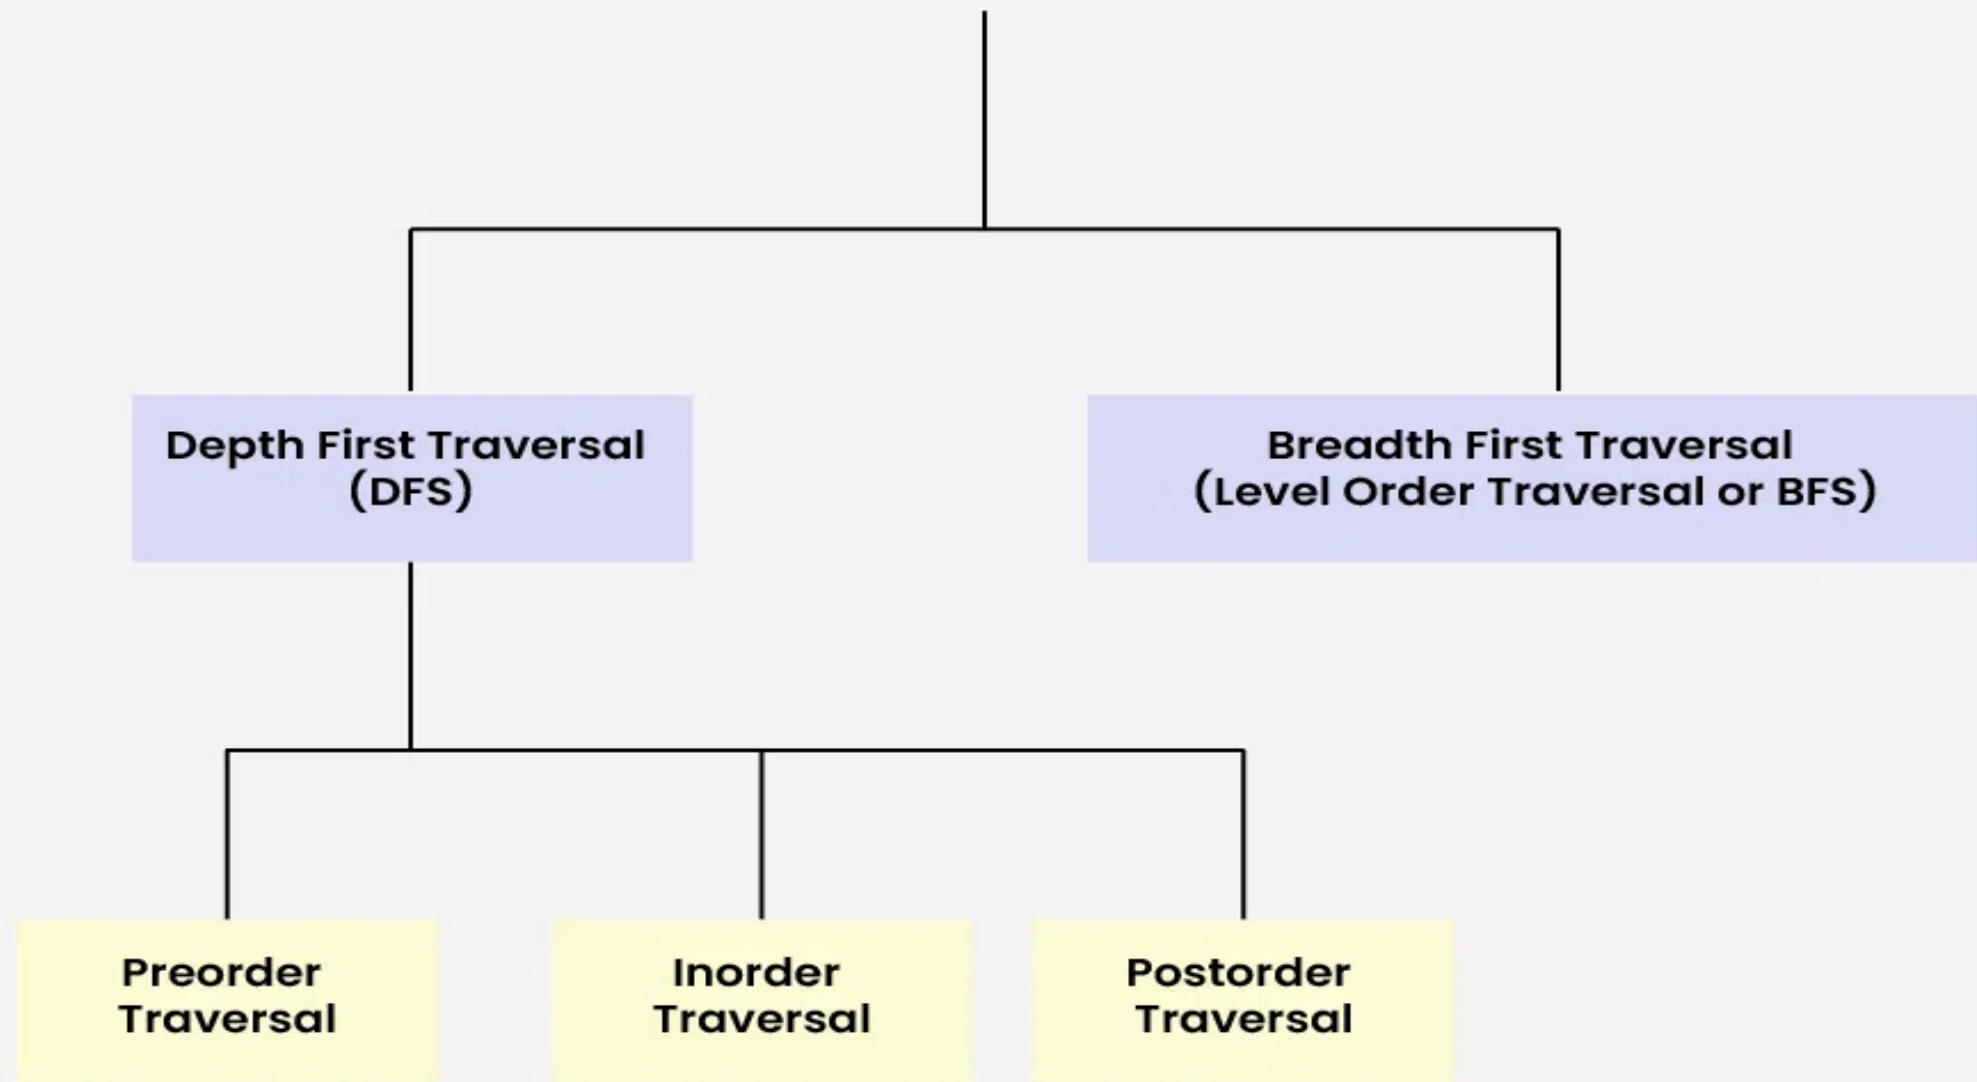 Depth First Traversal
(DFS)
Breadth First Traversal
(Level Order Traversal or BFS)
Preorder
Traversal
Inorder
Traversal
Postorder
Traversal